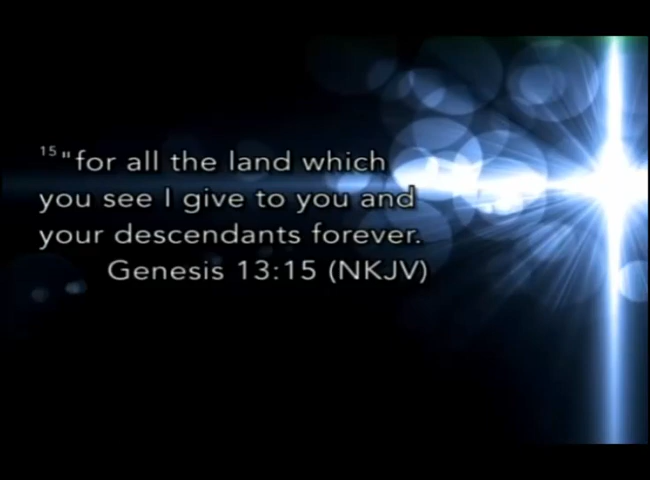 15"for all the land which
you see I give to you and
your descendants forever.
Genesis 13:15 (NKJV)